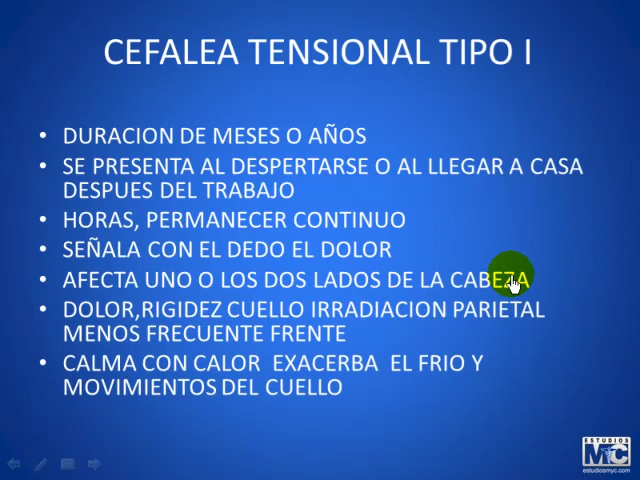 CEFALEA TENSIONAL TIPO I
• DURACION DE MESES O AÑOS
• SE PRESENTA AL DESPERTARSE O AL LLEGAR A CASA
DESPUES DEL TRABAJO
• HORAS, PERMANECER CONTINUO
• SEÑALA CON EL DEDO EL DOLOR
• AFECTA UNO O LOS DOS LADOS DE LA CABEZA
• DOLOR,RIGIDEZ CUELLO IRRADIACION PARIETAL
MENOS FRECUENTE FRENTE
• CALMA CON CALOR  EXACERBA  EL FRIO Y
MOVIMIENTOS DEL CUELLO
ESTUDIOS
MyC
estudiosmyc.com